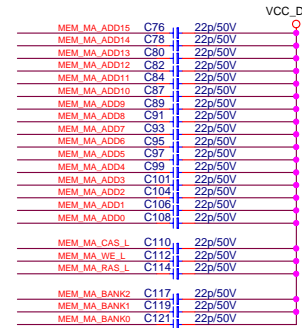 VCC_D
MEM_MA_ADD15 C76 22p/50V
MEM_MA_ADD14 C78 22p/50V
MEM_MA_ADD13 C80 22p/50V
MEM_MA_ADD12 C82 22p/50V
MEM_MA_ADD11 C84 22p/50V
MEM_MA_ADD10 C87 22p/50V
MEM_MA_ADD9 C89 22p/50V
MEM_MA_ADD8 C91 22p/50V
MEM_MA_ADD7 C93 22p/50V
MEM_MA_ADD6 C95 22p/50V
MEM_MA_ADD5 C97 22p/50V
MEM_MA_ADD4 C99 22p/50V
MEM_MA_ADD3 C101 22p/50V
MEM_MA_ADD2 C104 22p/50V
MEM_MA_ADD1 C106 22p/50V
MEM_MA_ADD0 C108 22p/50V
MEM_MA_CAS_L C110 22p/50V
MEM_MA_WE_L C112 22p/50V
MEM_MA_RAS_L C114 22p/50V
MEM_MA_BANK2 C117 22p/50V
MEM_MA_BANK1 C119 22p/50V
MEM_MA_BANK0 C121 22p/50V